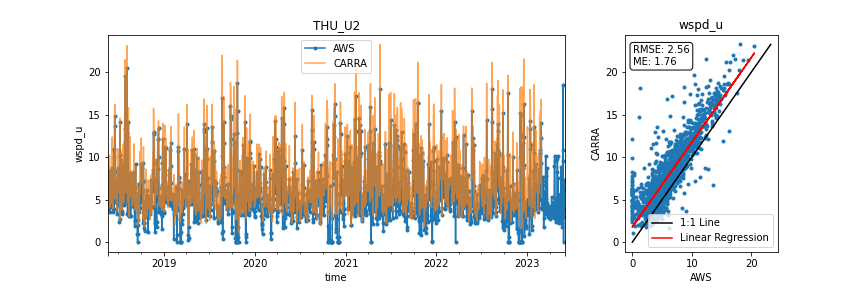 THU_U2
wspd_u
AWS
CARRA
20
15
10
5
0
wspd_u
2019
2020
2021
2022
2023
time
wspd_u
RMSE: 2.56
ME: 1.76
20
15
10
5
0
CARRA
1:1 Line
Linear Regression
0
10
20
AWS